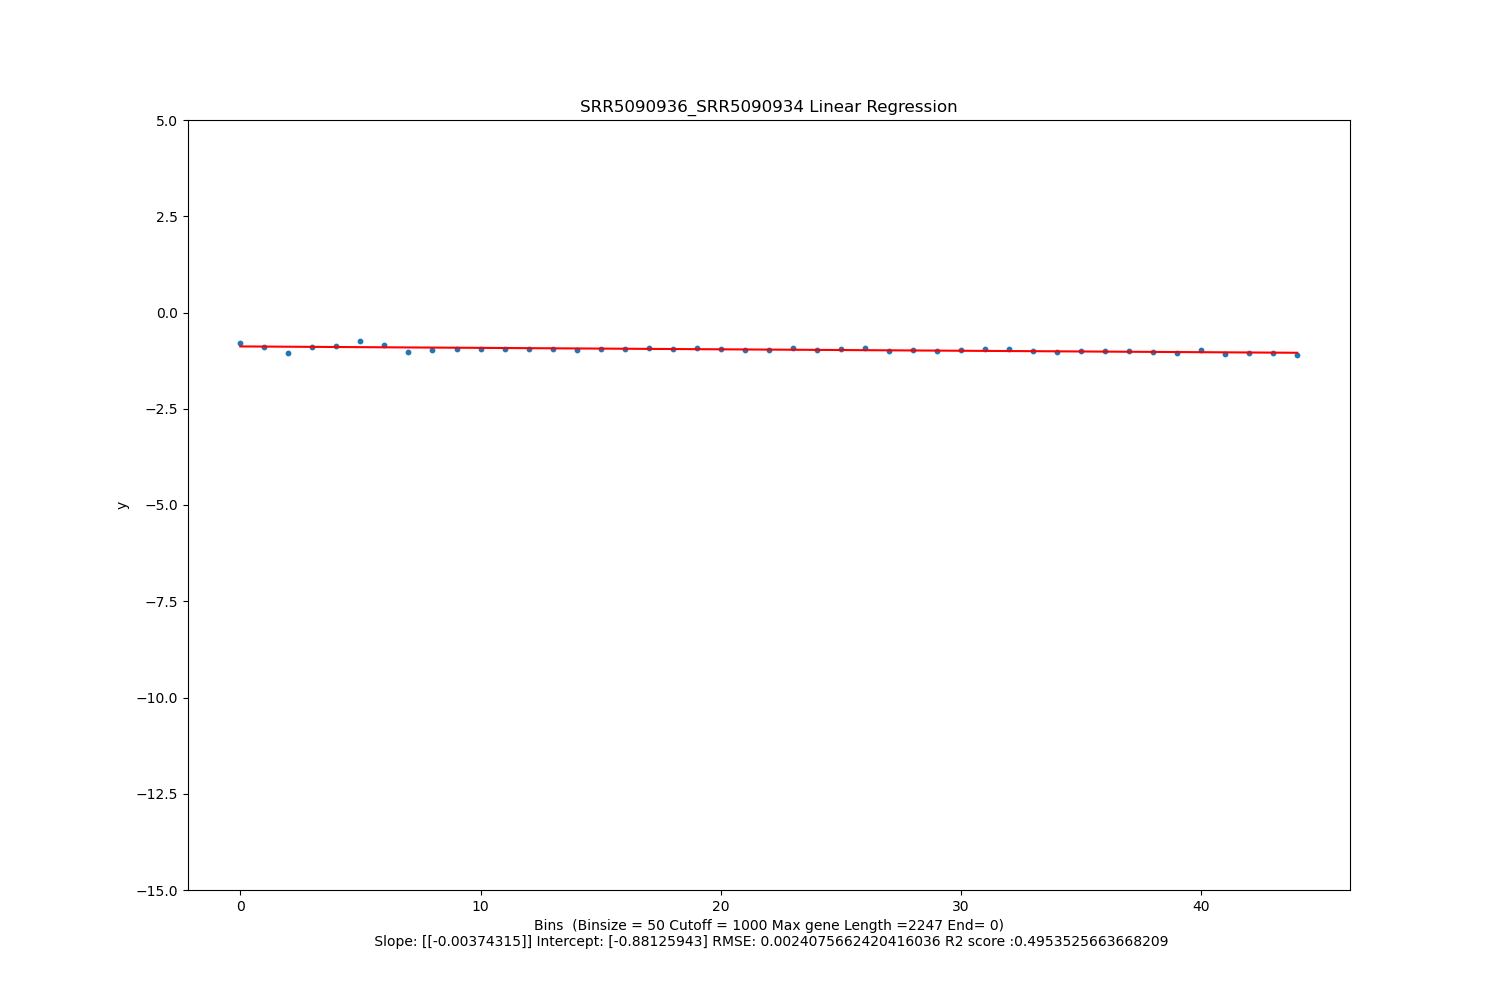 SRR5090936_SRR5090934 Linear Regression
5.0
2.5
0.0
−2.5
−5.0
−7.5
−10.0
−12.5
−15.0
y
0 10 20 30 40
Bins  (Binsize = 50 Cutoff = 1000 Max gene Length =2247 End= 0)
Slope: [[-0.00374315]] Intercept: [-0.88125943] RMSE: 0.0024075662420416036 R2 score :0.4953525663668209